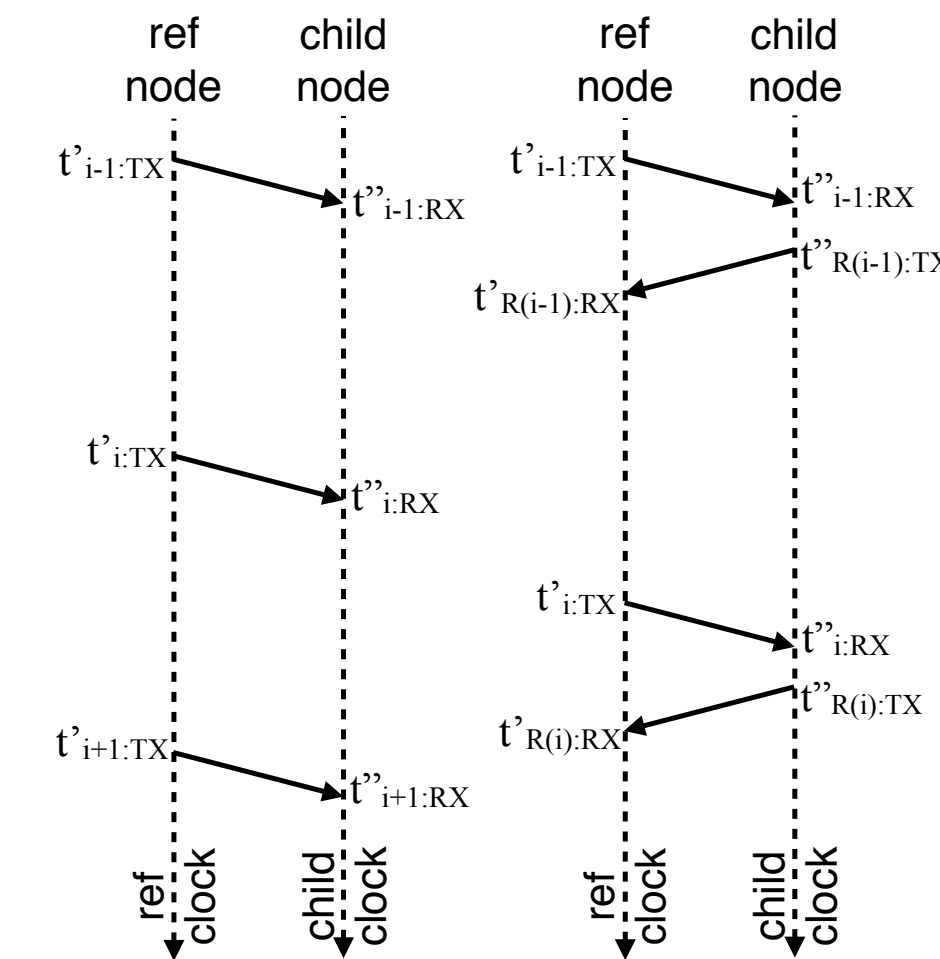 ref node
child node
t’i-1:TX
t”i-1:RX
t’i:TX
t”i:RX
t’i+1:TX
t”i+1:RX
ref clock
child clock
ref node
child node
t’i-1:TX
t”i-1:RX
t”R(i-1):TX
t’R(i-1):RX
t’i:TX
t”i:RX
t”R(i):TX
t’R(i):RX
ref clock
child clock